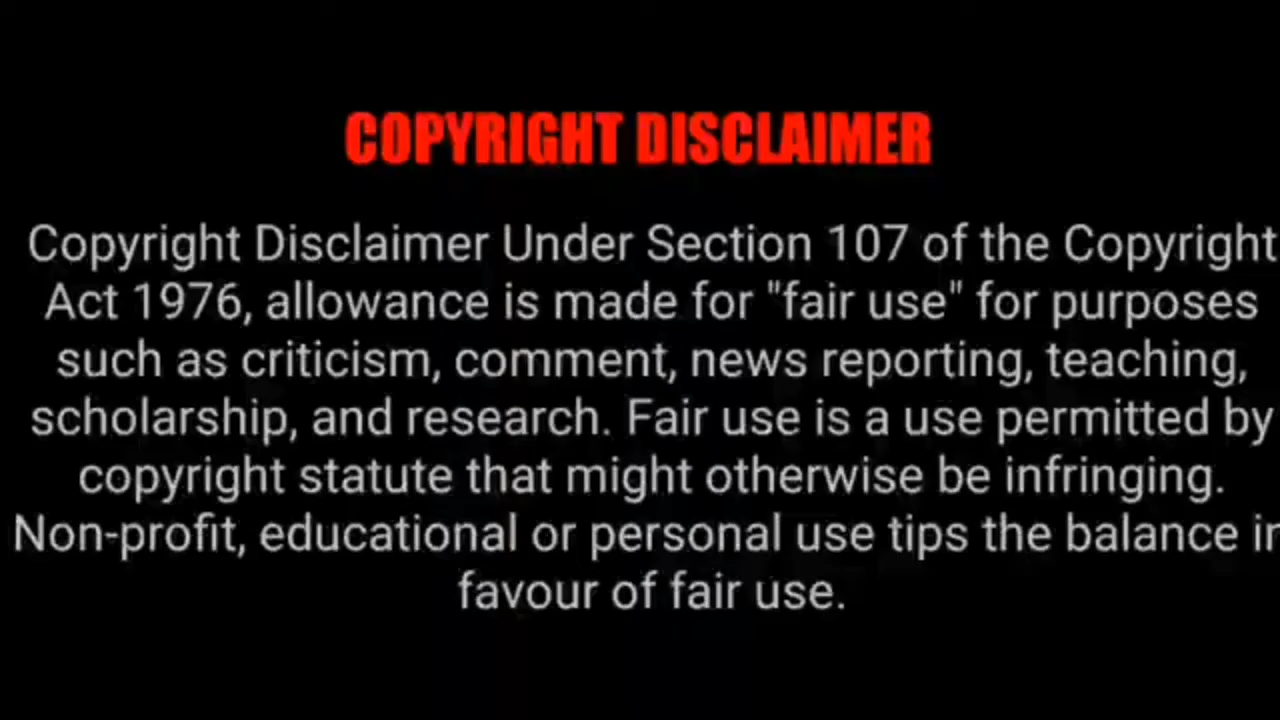 COPYRIGHT DISCLAIMER
Copyright Disclaimer Under Section 107 of the Copyright
Act 1976, allowance is made for "fair use" for purposes
such as criticism, comment, news reporting, teaching,
scholarship, and research. Fair use is a use permitted by
copyright statute that might otherwise be infringing.
Non-profit, educational or personal use tips the balance in
favour of fair use.